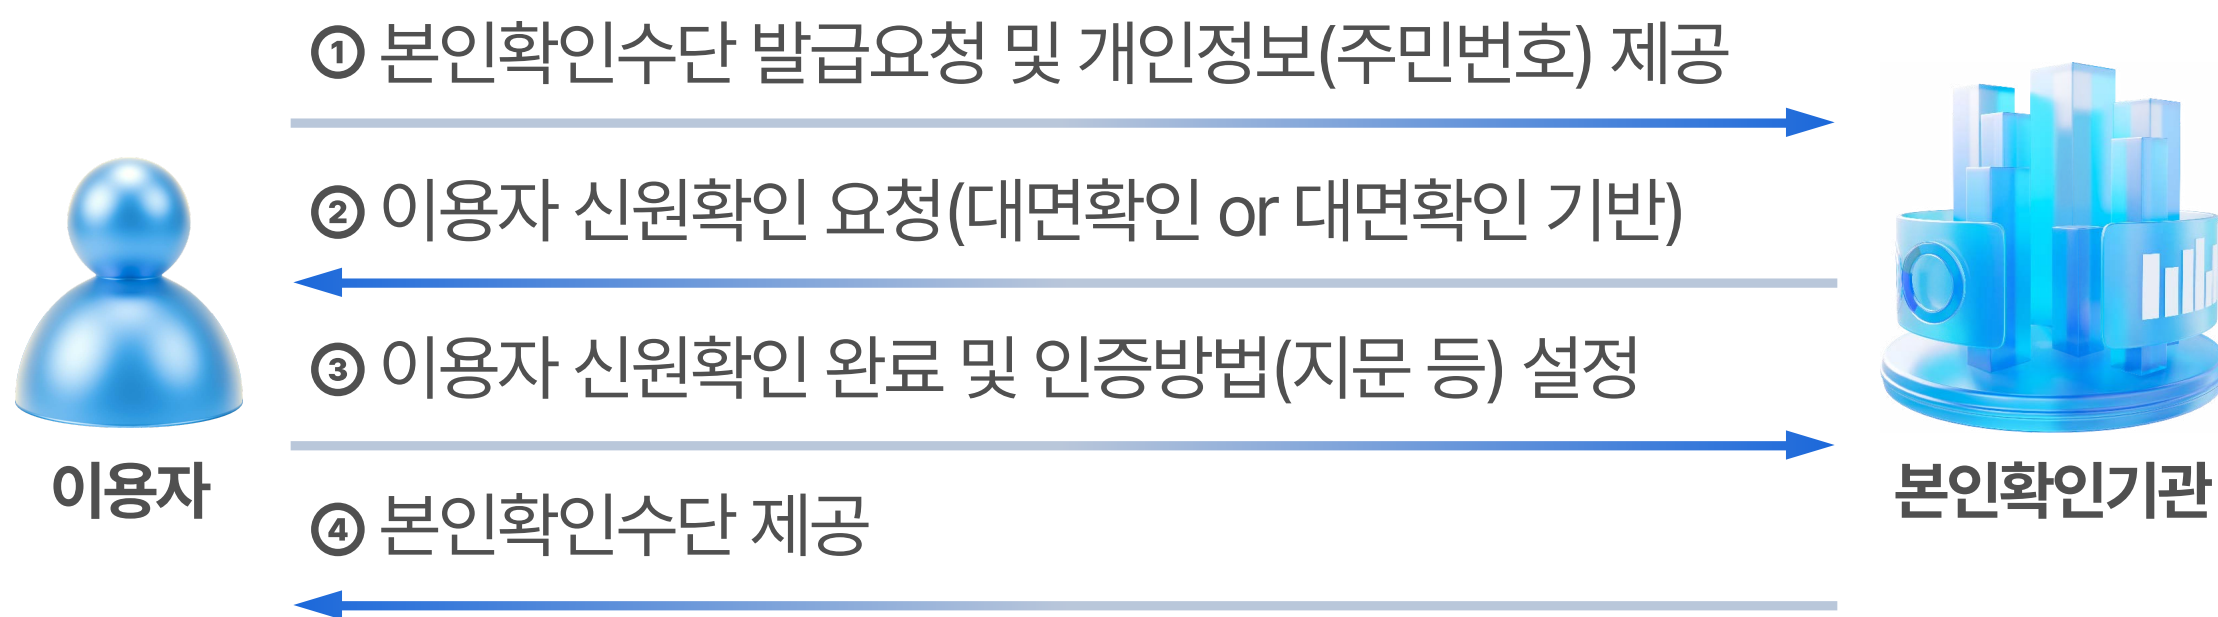 ① 본인확인수단 발급요청 및 개인정보(주민번호) 제공
② 이용자 신원확인 요청(대면확인 or 대면확인 기반)
③ 이용자 신원확인 완료 및 인증방법(지문 등) 설정
④ 본인확인수단 제공
이용자
본인확인기관